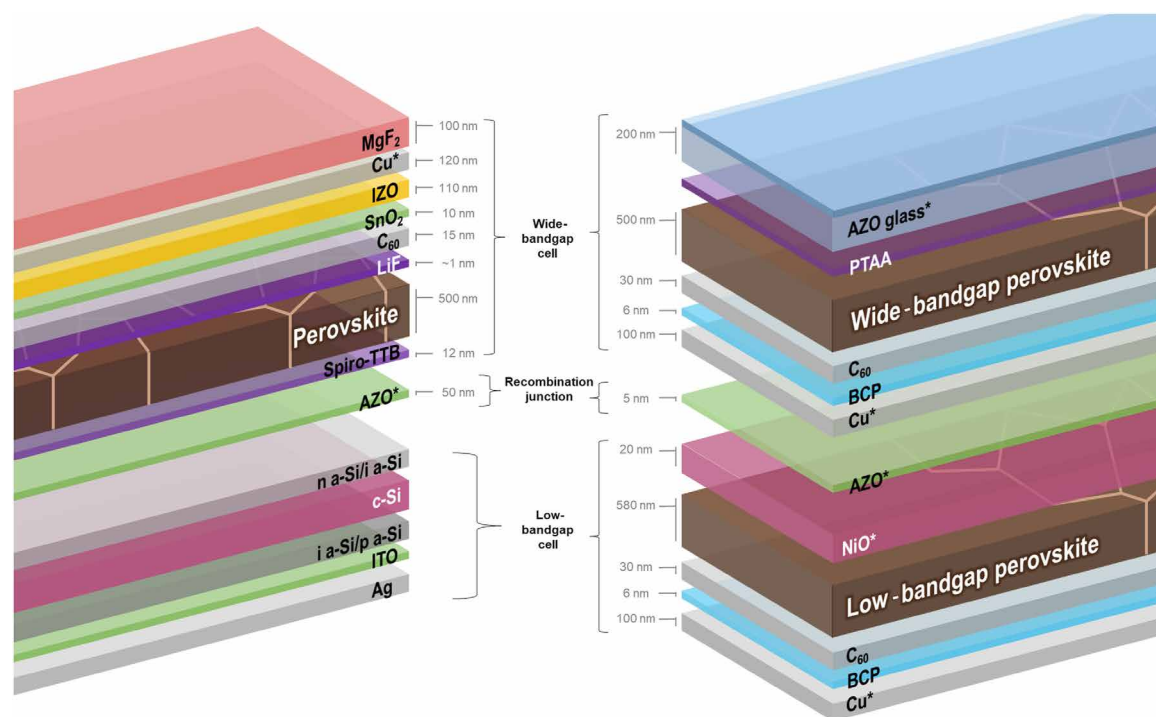 100 nm
MgF₂
Cu*
120 nm
IZO
110 nm
SnO₂
10 nm
C₆₀
15 nm
LiF
~1 nm
Perovskite
500 nm
Spiro-TTB
12 nm
AZO*
50 nm
n a-Si/i a-Si
c-Si
i a-Si/p a-Si
ITO
Ag
Wide-
bandgap
cell
Recombination
junction
Low-
bandgap
cell
200 nm
AZO glass*
PTAA
500 nm
Wide-bandgap perovskite
30 nm
C₆₀
6 nm
BCP
100 nm
Cu*
5 nm
AZO*
20 nm
NiO*
580 nm
Low-bandgap perovskite
30 nm
C₆₀
6 nm
BCP
100 nm
Cu*